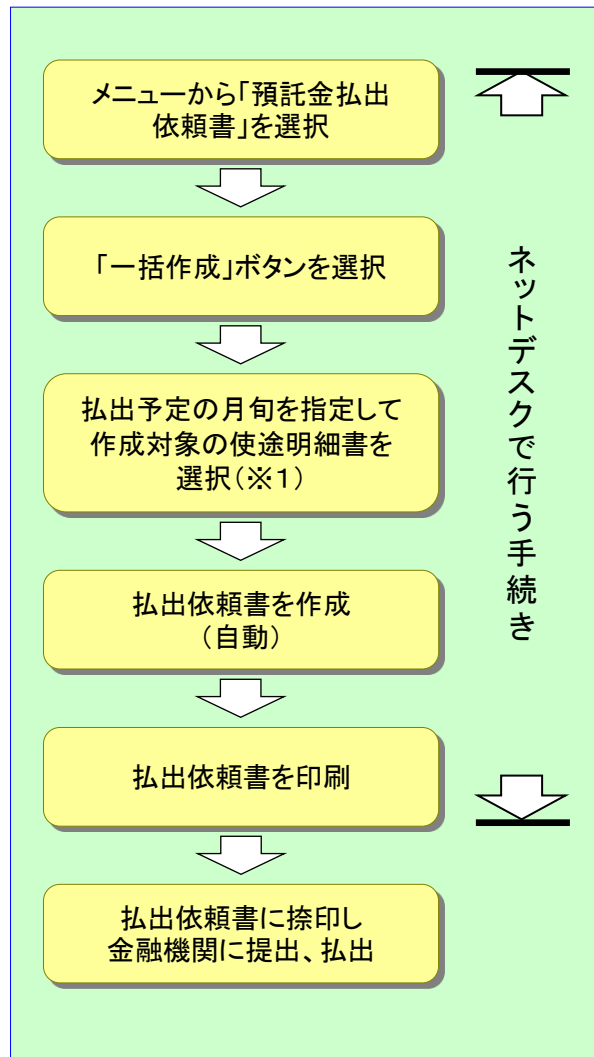 メニューから「預託金払出
依頼書」を選択
「一括作成」ボタンを選択
払出予定の月旬を指定して
作成対象の使途明細書を
選択(※1)
払出依頼書を作成
(自動)
払出依頼書を印刷
払出依頼書に捺印し
金融機関に提出、払出
ネットデスクで行う手続き